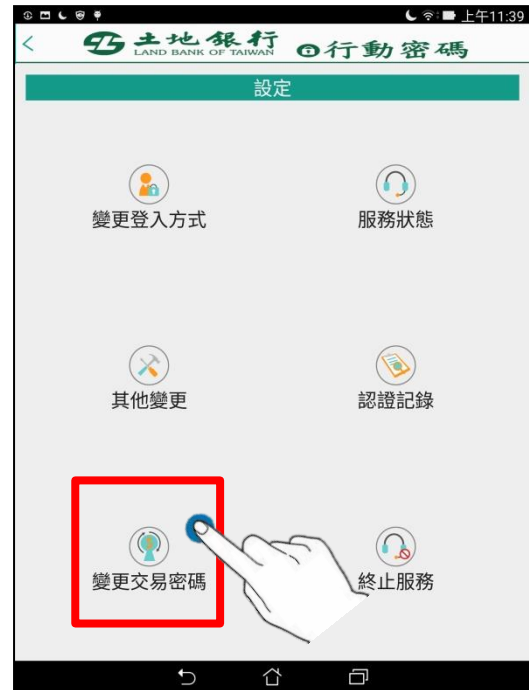 上午11:39
土地銀行
LAND BANK OF TAIWAN
行動密碼
設定
變更登入方式
服務狀態
其他變更
認證記錄
變更交易密碼
終止服務